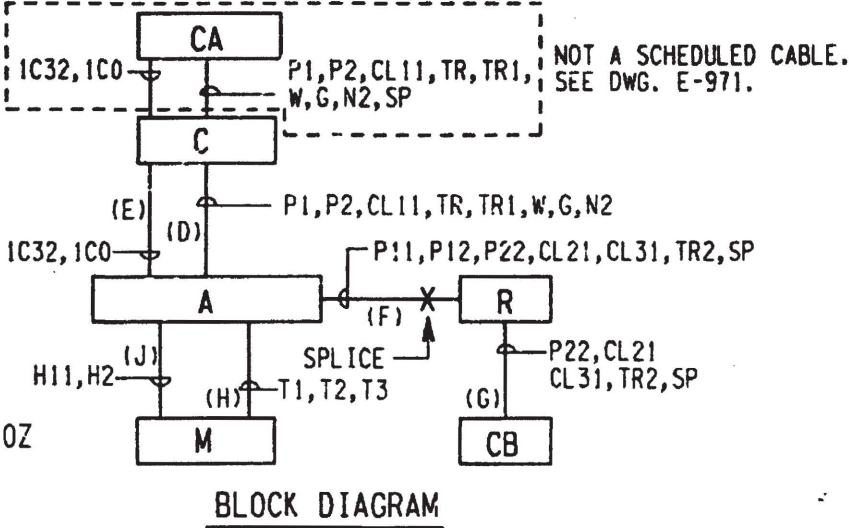 CA
1C32,1C0
P1,P2,CL11,TR,TR1,
W,G,N2,SP
NOT A SCHEDULED CABLE.
SEE DWG. E-971.
C
(E)
(D)
P1,P2,CL11,TR,TR1,W,G,N2
1C32,1C0
P11,P12,P22,CL21,CL31,TR2,SP
A
(F)
X
R
SPLICE
(J)
H11,H2
(H)
T1,T2,T3
P22,CL21
CL31,TR2,SP
(G)
OZ
M
CB
BLOCK DIAGRAM